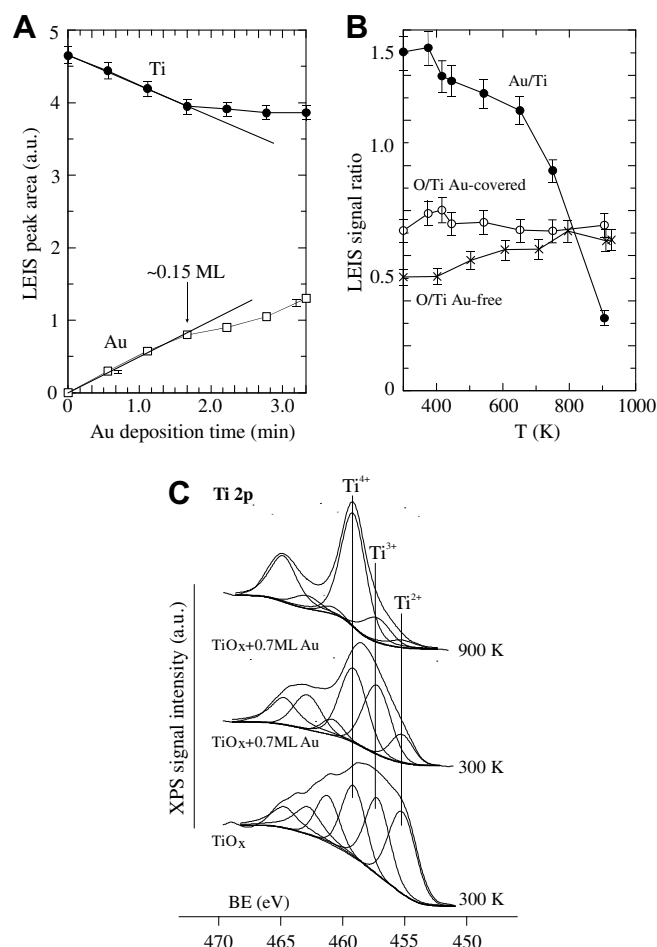 A
5
4
3
2
1
0
LEIS peak area (a.u.)
Ti
~0.15 ML
Au
0
1.0
2.0
3.0
Au deposition time (min)
B
1.5
1.0
0.5
0
LEIS signal ratio
Au/Ti
O/Ti Au-covered
O/Ti Au-free
400
600
800
1000
T (K)
C
Ti 2p
Ti4+
Ti3+
Ti2+
XPS signal intensity (a.u.)
TiOx+0.7ML Au
900 K
TiOx+0.7ML Au
300 K
TiOx
300 K
BE (eV)
470
465
460
455
450